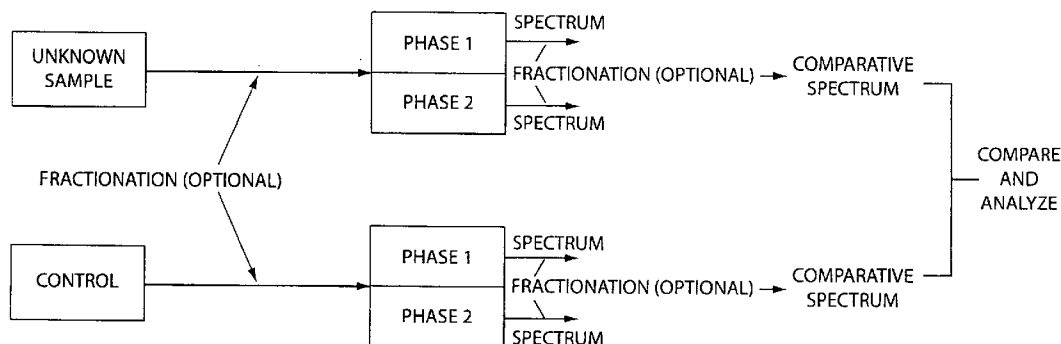 UNKNOWN
SAMPLE
PHASE 1
PHASE 2
SPECTRUM
FRACTIONATION (OPTIONAL)
SPECTRUM
COMPARATIVE
SPECTRUM
FRACTIONATION (OPTIONAL)
COMPARE
AND
ANALYZE
CONTROL
PHASE 1
PHASE 2
SPECTRUM
FRACTIONATION (OPTIONAL)
SPECTRUM
COMPARATIVE
SPECTRUM